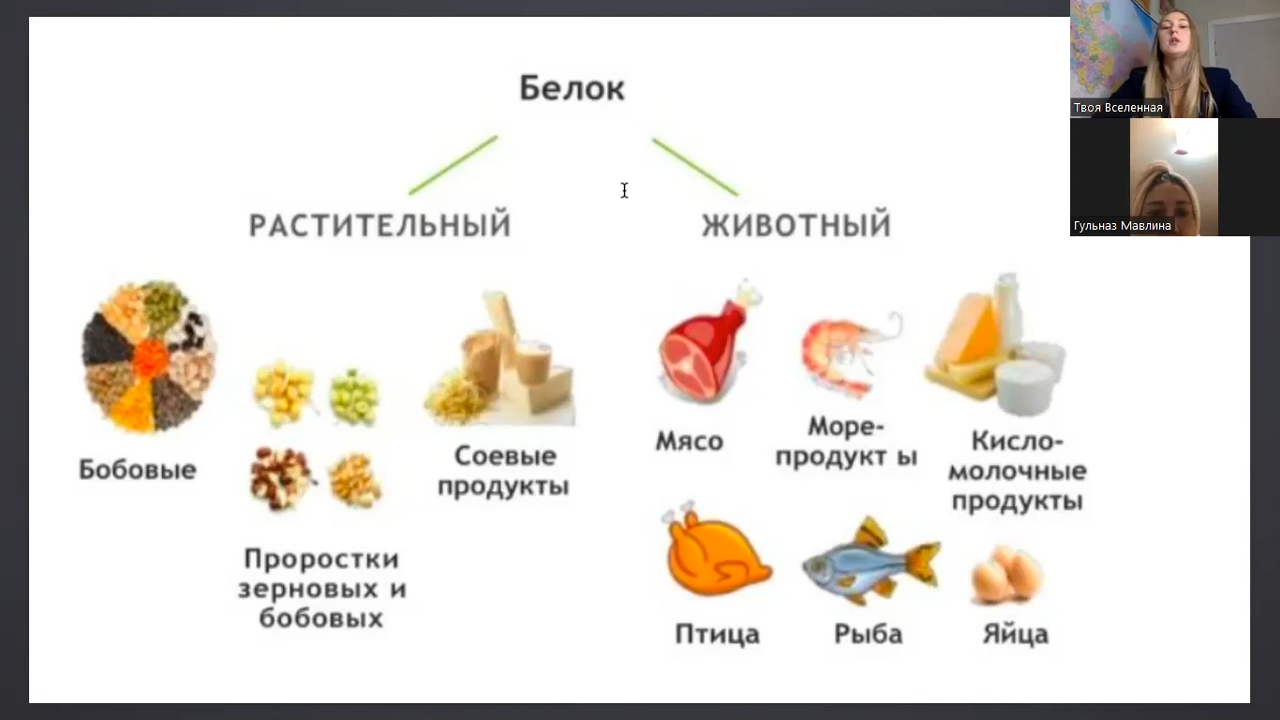 Белок
РАСТИТЕЛЬНЫЙ
ЖИВОТНЫЙ
Бобовые
Проростки
зерновых и
бобовых
Соевые
продукты
Мясо
Море-
продукт ы
Кисло-
молочные
продукты
Птица
Рыба
Яйца
Твоя Вселенная
Гульназ Мавлина